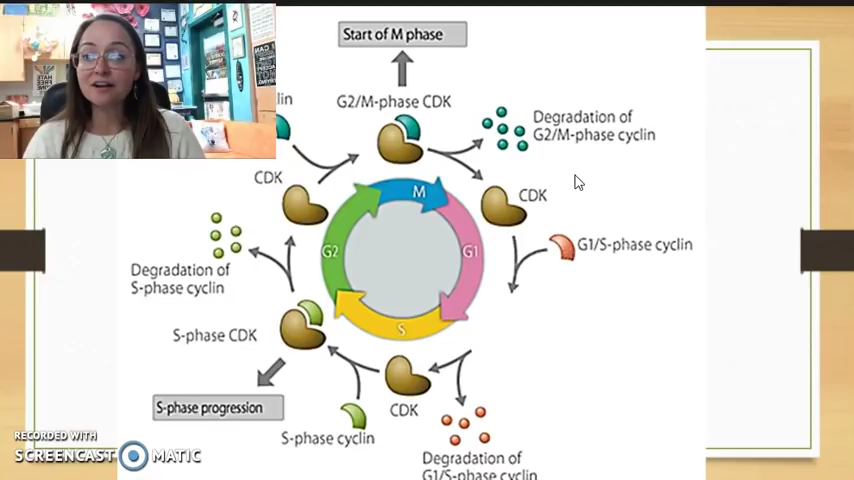 Start of M phase
G2/M-phase CDK
Degradation of
G2/M-phase cyclin
CDK
CDK
M
G2
G1
S
G1/S-phase cyclin
Degradation of
S-phase cyclin
S-phase CDK
S-phase progression
CDK
S-phase cyclin
Degradation of
G1/S-phase cyclin
RECORDED WITH
SCREENCAST MATIC